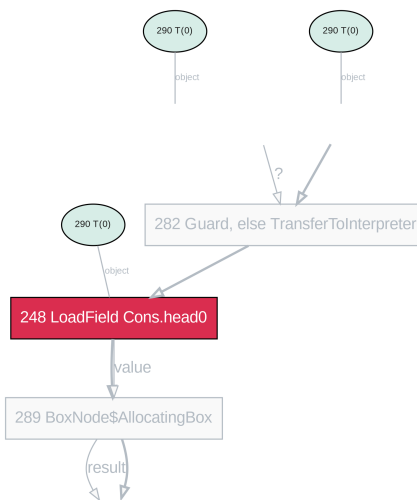 290 T(0)
290 T(0)
object
object
?
282 Guard, else TransferToInterpreter
290 T(0)
object
248 LoadField Cons.head0
value
289 BoxNode$AllocatingBox
result